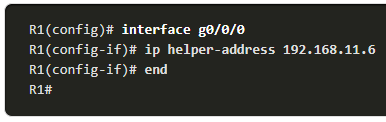 R1(config)# interface g0/0/0
R1(config-if)# ip helper-address 192.168.11.6
R1(config-if)# end
R1#